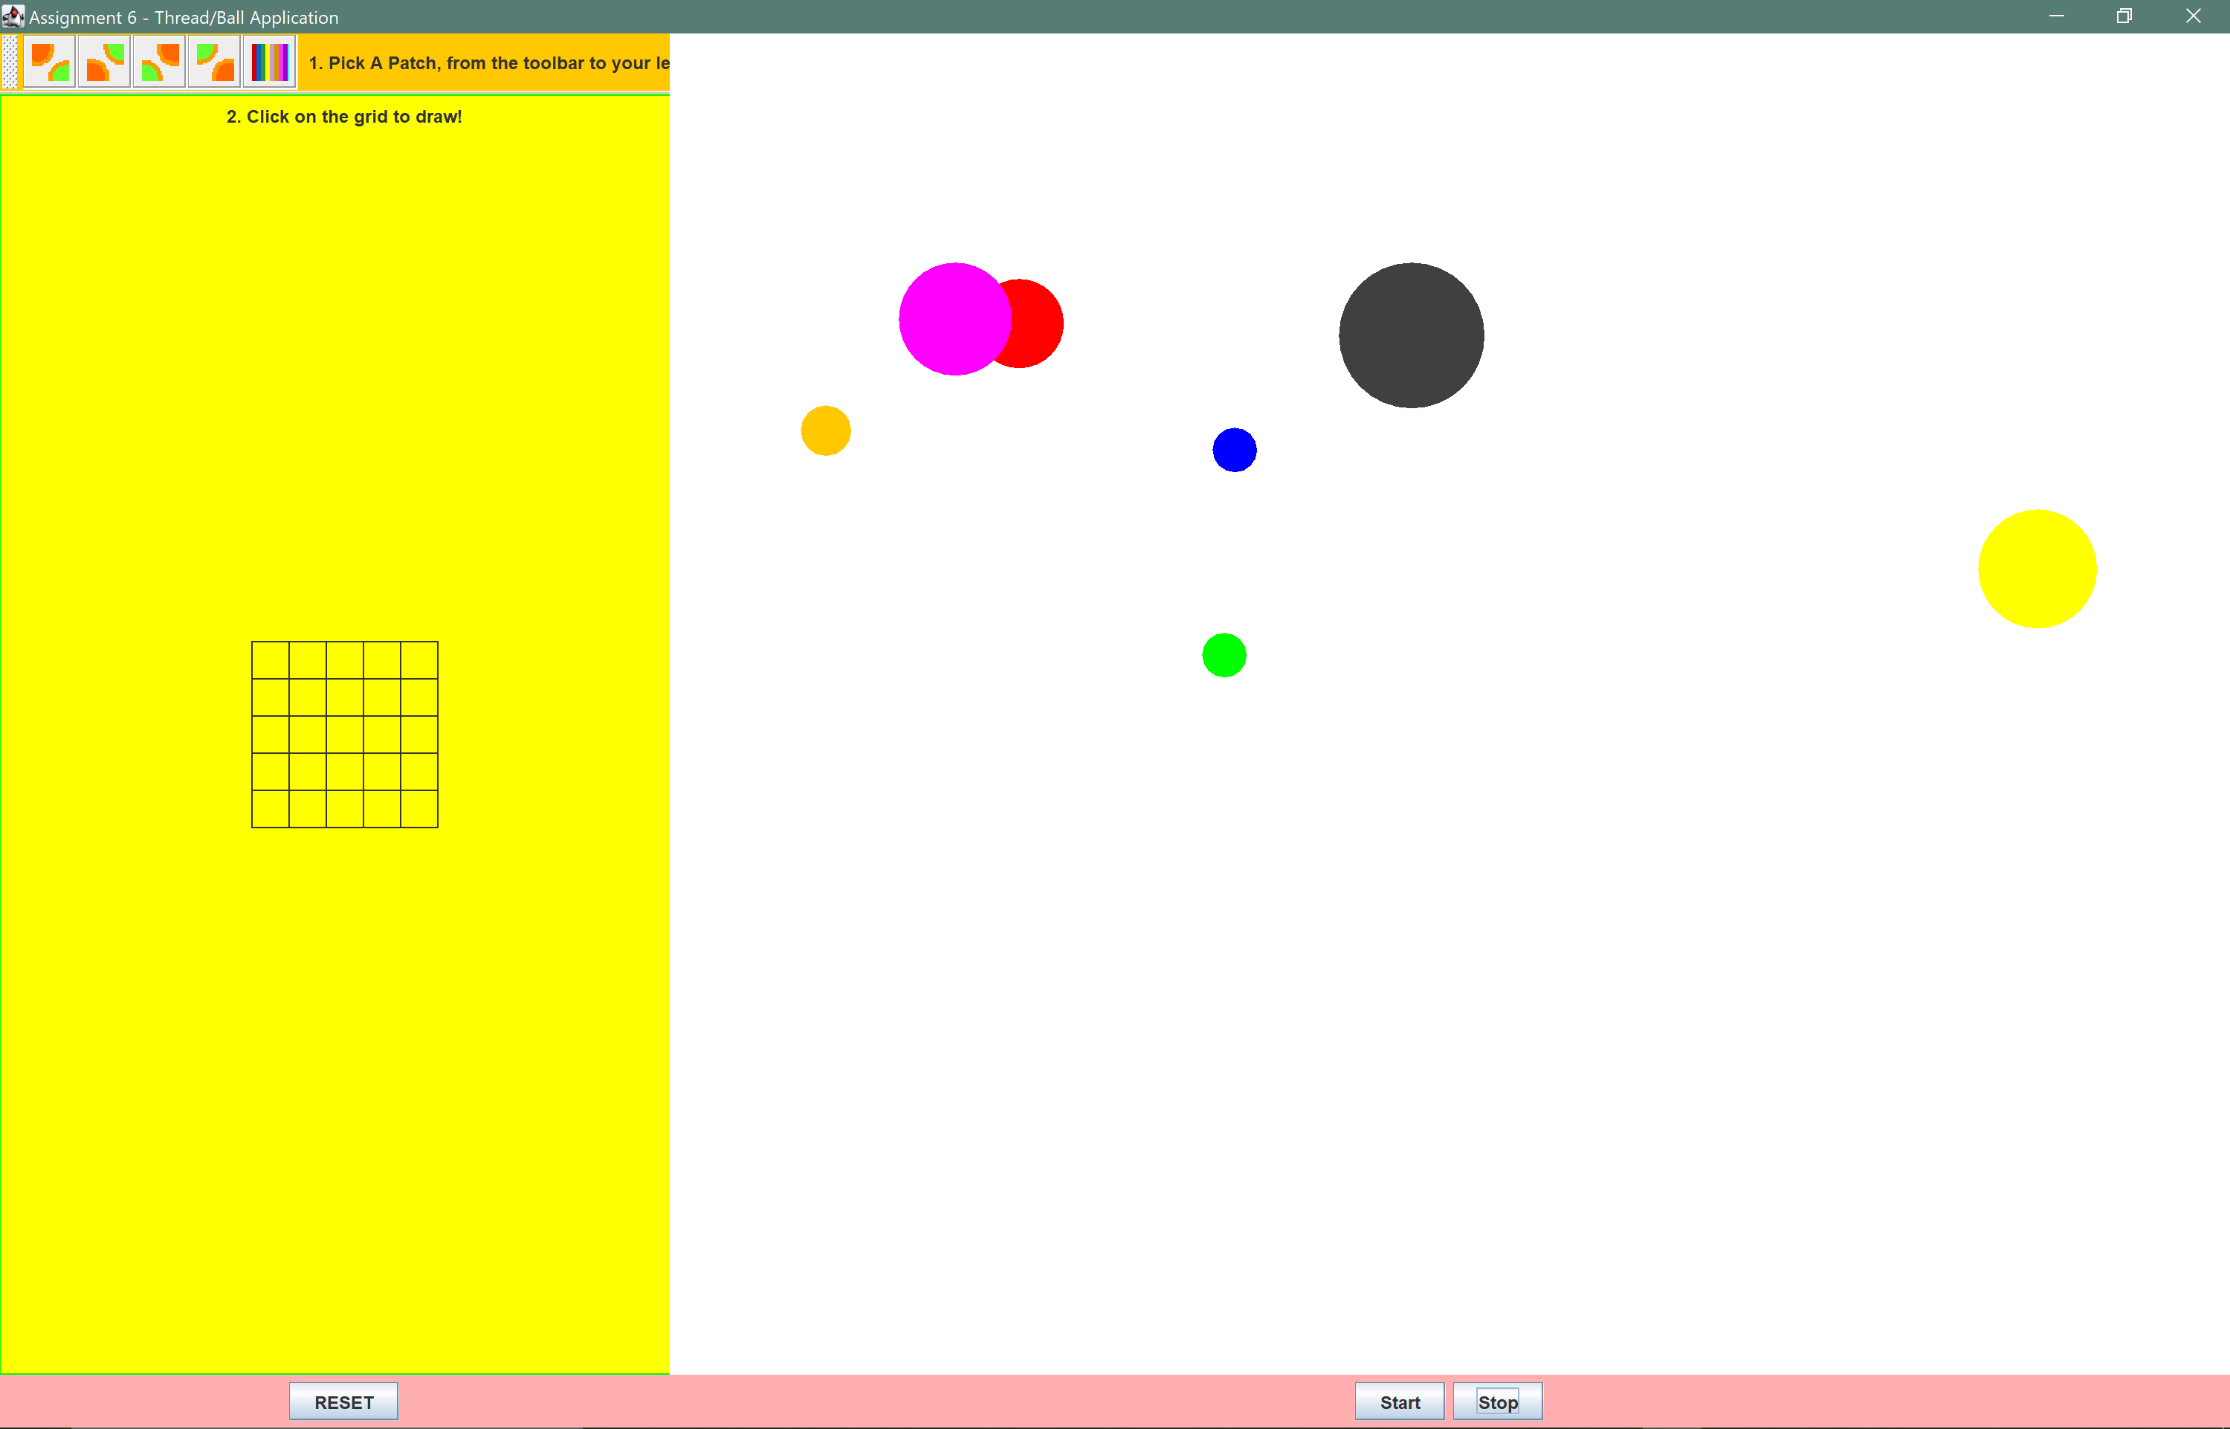 Assignment 6 - Thread/Ball Application
1. Pick A Patch, from the toolbar to your le
2. Click on the grid to draw!
RESET
Start
Stop